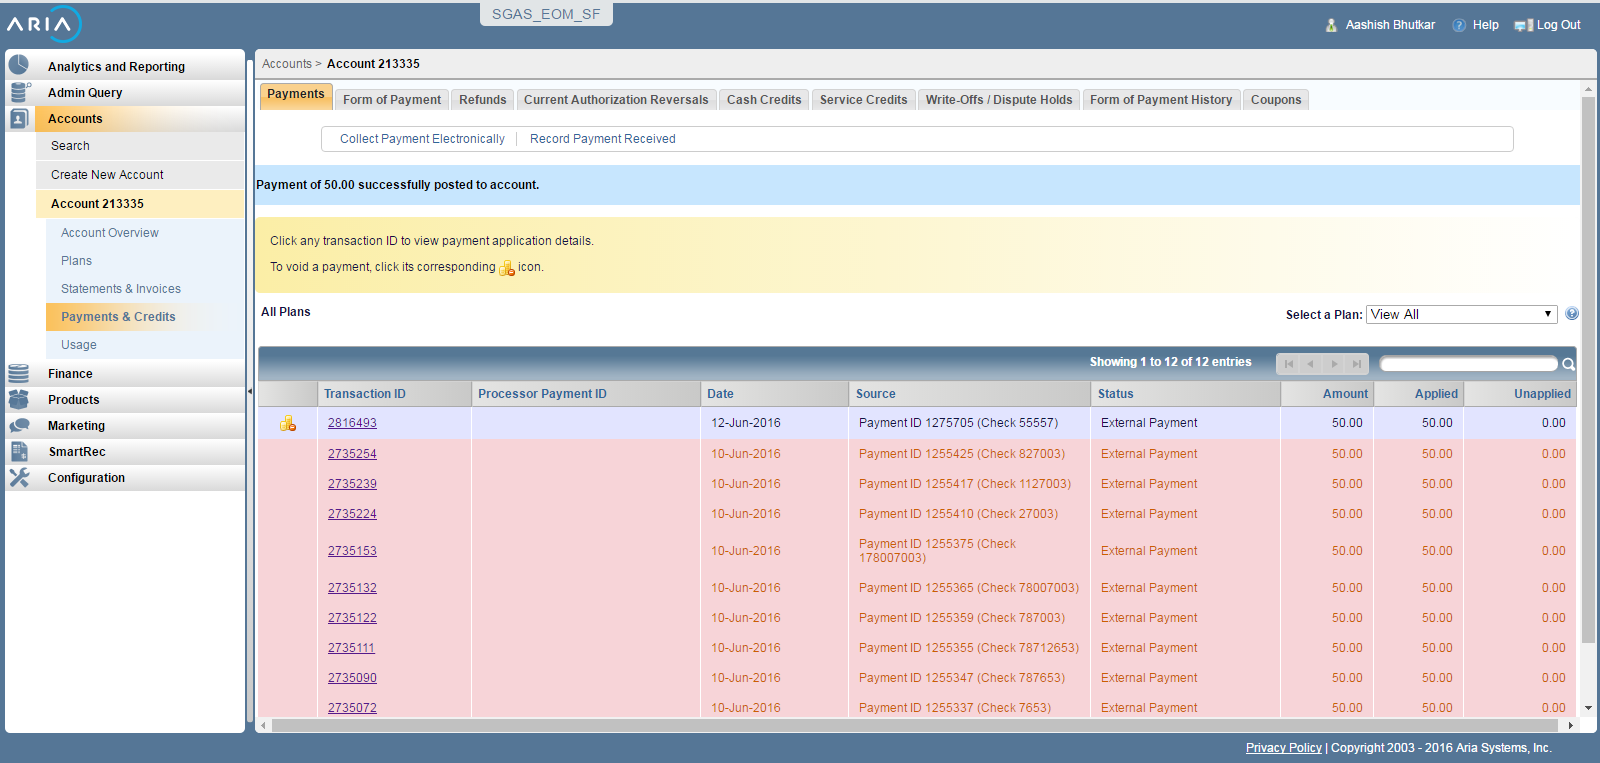 SGAS_EOM_SF
ARIA
Aashish Bhutkar Help Log Out
Analytics and Reporting
Admin Query
Accounts
Search
Create New Account
Account 213335
Account Overview
Plans
Statements & Invoices
Payments & Credits
Usage
Finance
Products
Marketing
SmartRec
Configuration
Accounts > Account 213335
Payments Form of Payment Refunds Current Authorization Reversals Cash Credits Service Credits Write-Offs / Dispute Holds Form of Payment History Coupons
Collect Payment Electronically Record Payment Received
Payment of 50.00 successfully posted to account.
Click any transaction ID to view payment application details.
To void a payment, click its corresponding icon.
All Plans
Select a Plan: View All
Showing 1 to 12 of 12 entries
Transaction ID Processor Payment ID Date Source Status Amount Applied Unapplied
2816493 12-Jun-2016 Payment ID 1275705 (Check 55557) External Payment 50.00 50.00 0.00
2735254 10-Jun-2016 Payment ID 1255425 (Check 827003) External Payment 50.00 50.00 0.00
2735239 10-Jun-2016 Payment ID 1255417 (Check 1127003) External Payment 50.00 50.00 0.00
2735224 10-Jun-2016 Payment ID 1255410 (Check 27003) External Payment 50.00 50.00 0.00
2735153 10-Jun-2016 Payment ID 1255375 (Check
178007003) External Payment 50.00 50.00 0.00
2735132 10-Jun-2016 Payment ID 1255365 (Check 78007003) External Payment 50.00 50.00 0.00
2735122 10-Jun-2016 Payment ID 1255359 (Check 787003) External Payment 50.00 50.00 0.00
2735111 10-Jun-2016 Payment ID 1255355 (Check 78712653) External Payment 50.00 50.00 0.00
2735090 10-Jun-2016 Payment ID 1255347 (Check 787653) External Payment 50.00 50.00 0.00
2735072 10-Jun-2016 Payment ID 1255337 (Check 7653) External Payment 50.00 50.00 0.00
Privacy Policy | Copyright 2003 - 2016 Aria Systems, Inc.